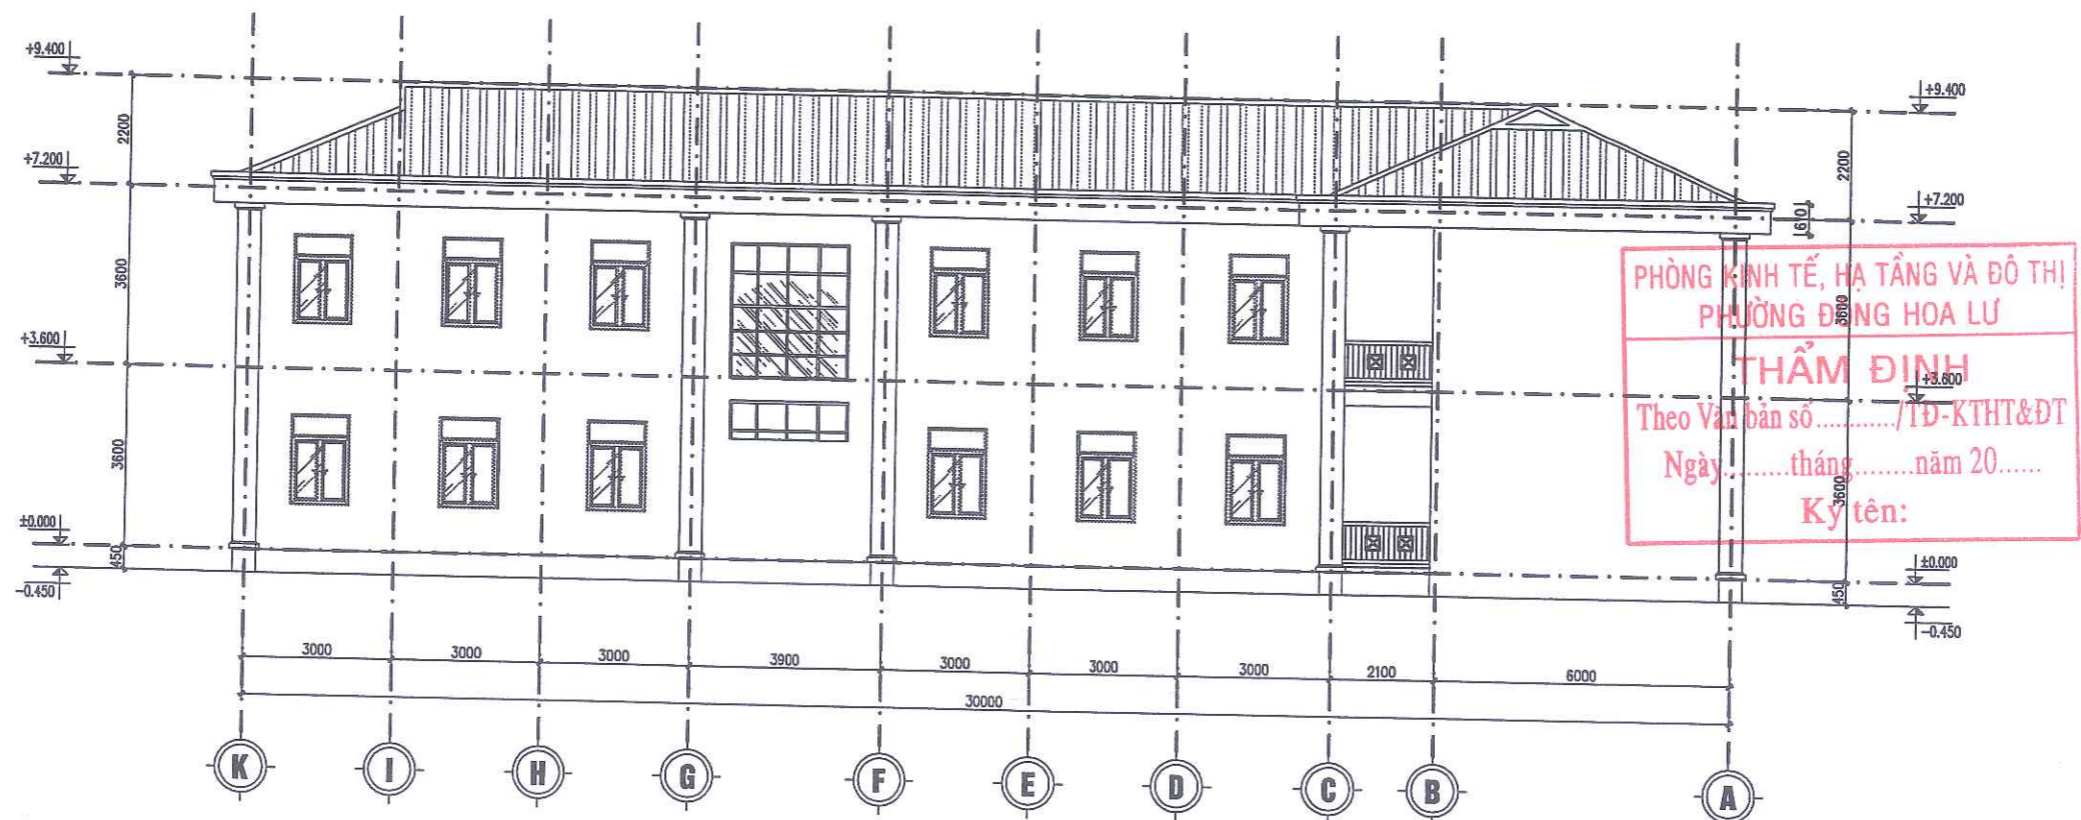 +9.400
+9.400
2200
2200
+7.200
+7.200
610
3600
3600
+3.600
+3.600
3600
3600
±0.000
±0.000
450
450
-0.450
-0.450
PHÒNG KINH TẾ, HẠ TẦNG VÀ ĐÔ THỊ
PHƯỜNG ĐÔNG HOA LƯ
THẨM ĐỊNH
Theo Văn bản số............/TĐ-KTHT&ĐT
Ngày.........tháng........năm 20......
Ký tên:
3000 3000 3000 3900 3000 3000 3000 2100 6000
30000
K I H G F E D C B A